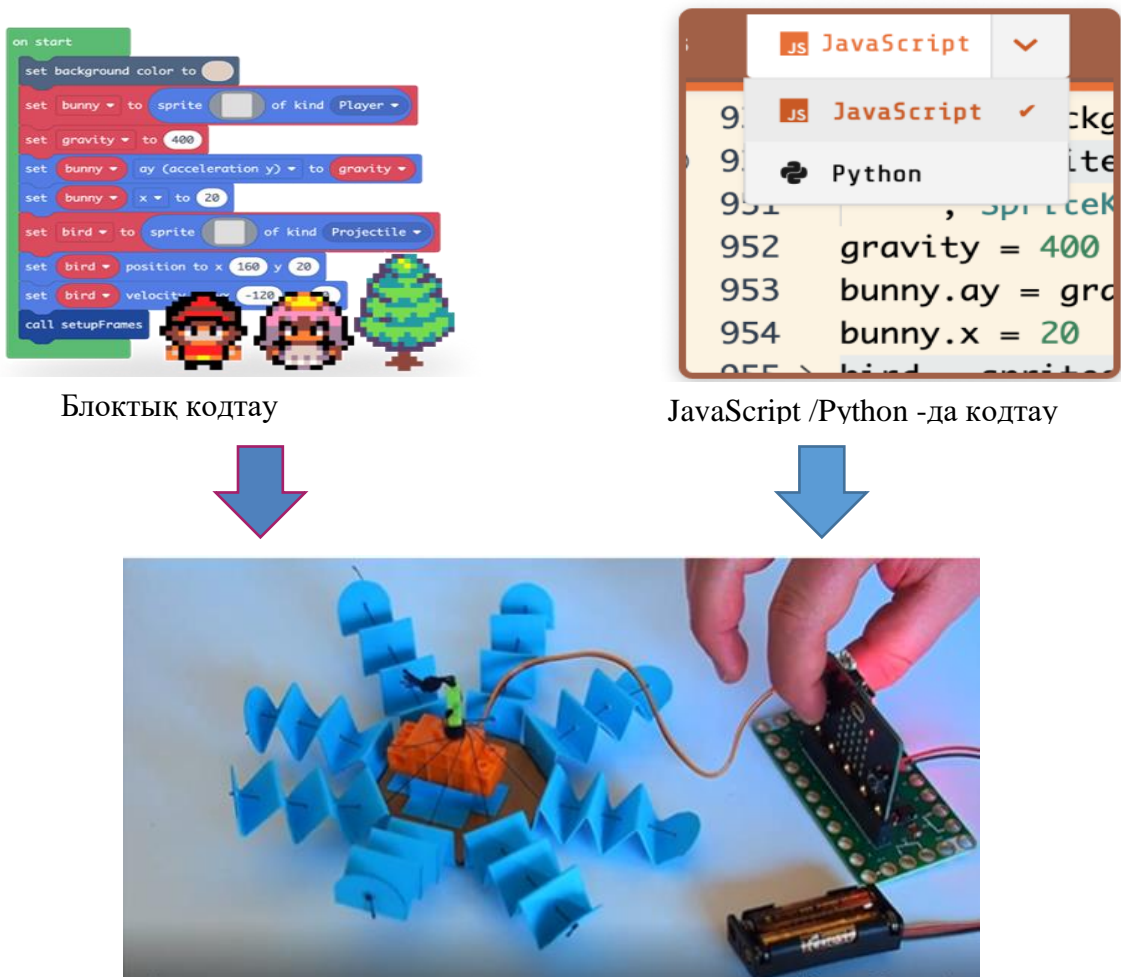 on start
set background color to
set bunny to sprite of kind Player
set gravity to 400
set bunny ay (acceleration y) to gravity
set bunny x to 20
set bird to sprite of kind Projectile
set bird position to x 160 y 20
set bird -120
call setupFrames
JS JavaScript
JS JavaScript
Python
952 gravity = 400
953 bunny.ay = gra
954 bunny.x = 20
Блоктық кодтау
JavaScript /Python -да кодтау